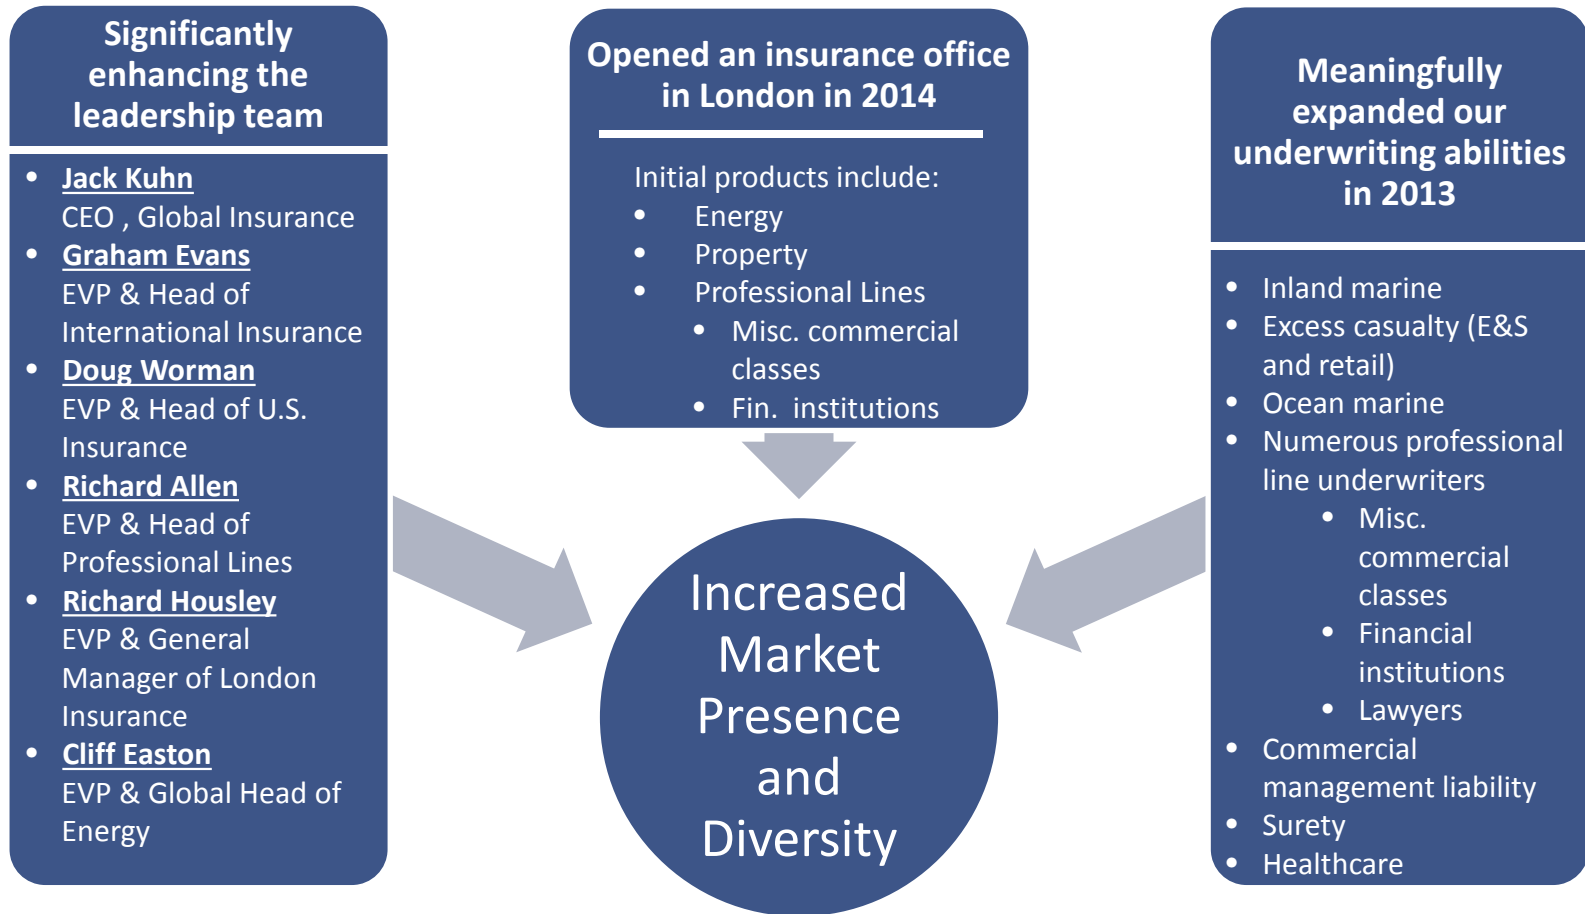 Significantly
enhancing the
leadership team
• Jack Kuhn
CEO , Global Insurance
• Graham Evans
EVP & Head of
International Insurance
• Doug Worman
EVP & Head of U.S.
Insurance
• Richard Allen
EVP & Head of
Professional Lines
• Richard Housley
EVP & General
Manager of London
Insurance
• Cliff Easton
EVP & Global Head of
Energy
Opened an insurance office
in London in 2014
Initial products include:
• Energy
• Property
• Professional Lines
• Misc. commercial
classes
• Fin. institutions
Meaningfully
expanded our
underwriting abilities
in 2013
• Inland marine
• Excess casualty (E&S
and retail)
• Ocean marine
• Numerous professional
line underwriters
• Misc.
commercial
classes
• Financial
institutions
• Lawyers
• Commercial
management liability
• Surety
• Healthcare
Increased
Market
Presence
and
Diversity